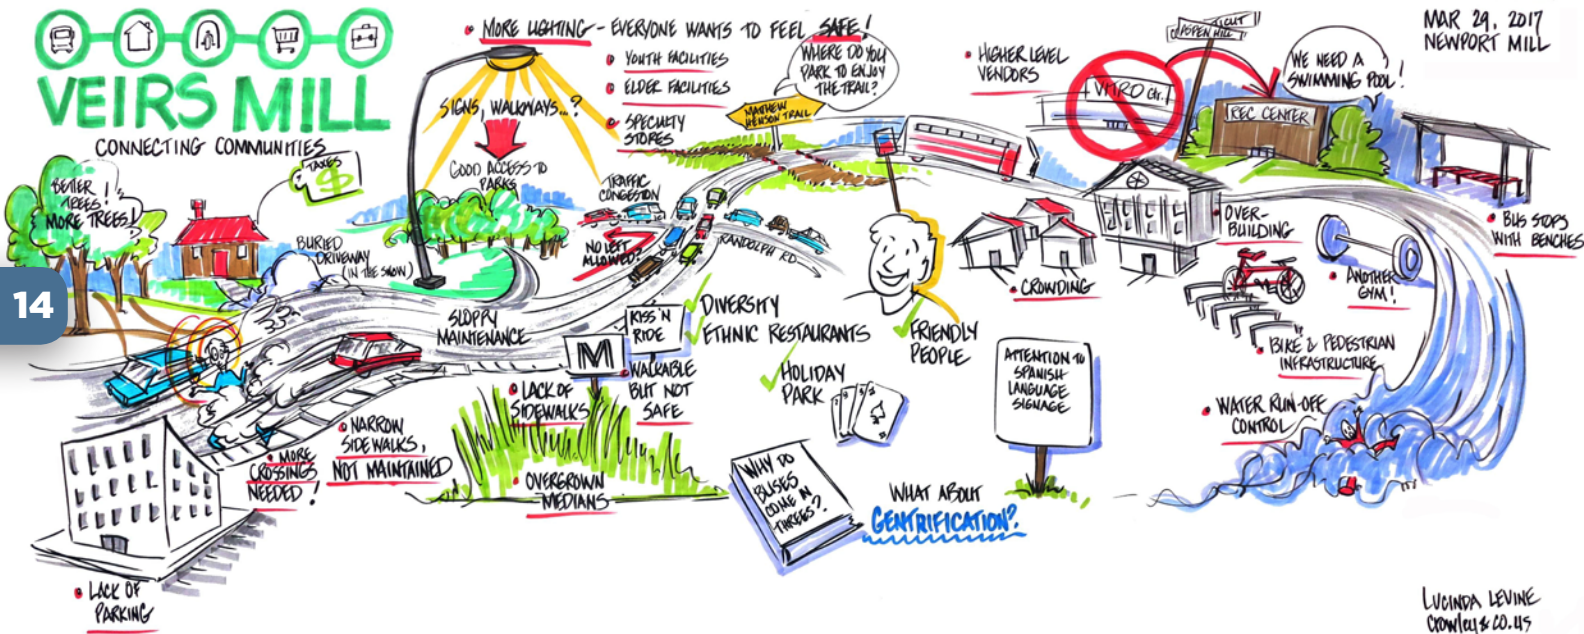 VEIRS MILL
CONNECTING COMMUNITIES
14
BETTER
TREES!
MORE TREES!
TAXES
$
BURIED
DRIVEWAY
(IN THE SNOW)
MORE LIGHTING - EVERYONE WANTS TO FEEL SAFE!
YOUTH FACILITIES
ELDER FACILITIES
SPECIALTY
STORES
SIGNS, WALKWAYS...?
GOOD ACCESS TO
PARKS
WHERE DO YOU
PARK TO ENJOY
THE TRAIL?
MATHEW
HENSON TRAIL
TRAFFIC
CONGESTION
NO LEFT
ALLOWED?
RANDOLPH RD
HIGHER LEVEL
VENDORS
VITRO Ctr.
ASPEN HILL
WE NEED A
SWIMMING POOL!
REC CENTER
MAR 29, 2017
NEWPORT MILL
BUS STOPS
WITH BENCHES
OVER-
BUILDING
CROWDING
ANOTHER
GYM!
BIKE & PEDESTRIAN
INFRASTRUCTURE
WATER RUN-OFF
CONTROL
SLOPPY
MAINTENANCE
KISS 'N
RIDE
M
WALKABLE
BUT NOT
SAFE
LACK OF
SIDEWALKS
OVERGROWN
MEDIANS
NARROW
SIDEWALKS,
NOT MAINTAINED
MORE
CROSSINGS
NEEDED!
LACK OF
PARKING
DIVERSITY
ETHNIC RESTAURANTS
FRIENDLY
PEOPLE
HOLIDAY
PARK
ATTENTION TO
SPANISH
LANGUAGE
SIGNAGE
WHY DO
BUSES
COME IN
THREES?
WHAT ABOUT
GENTRIFICATION?
LUCINDA LEVINE
Crowley & CO.US